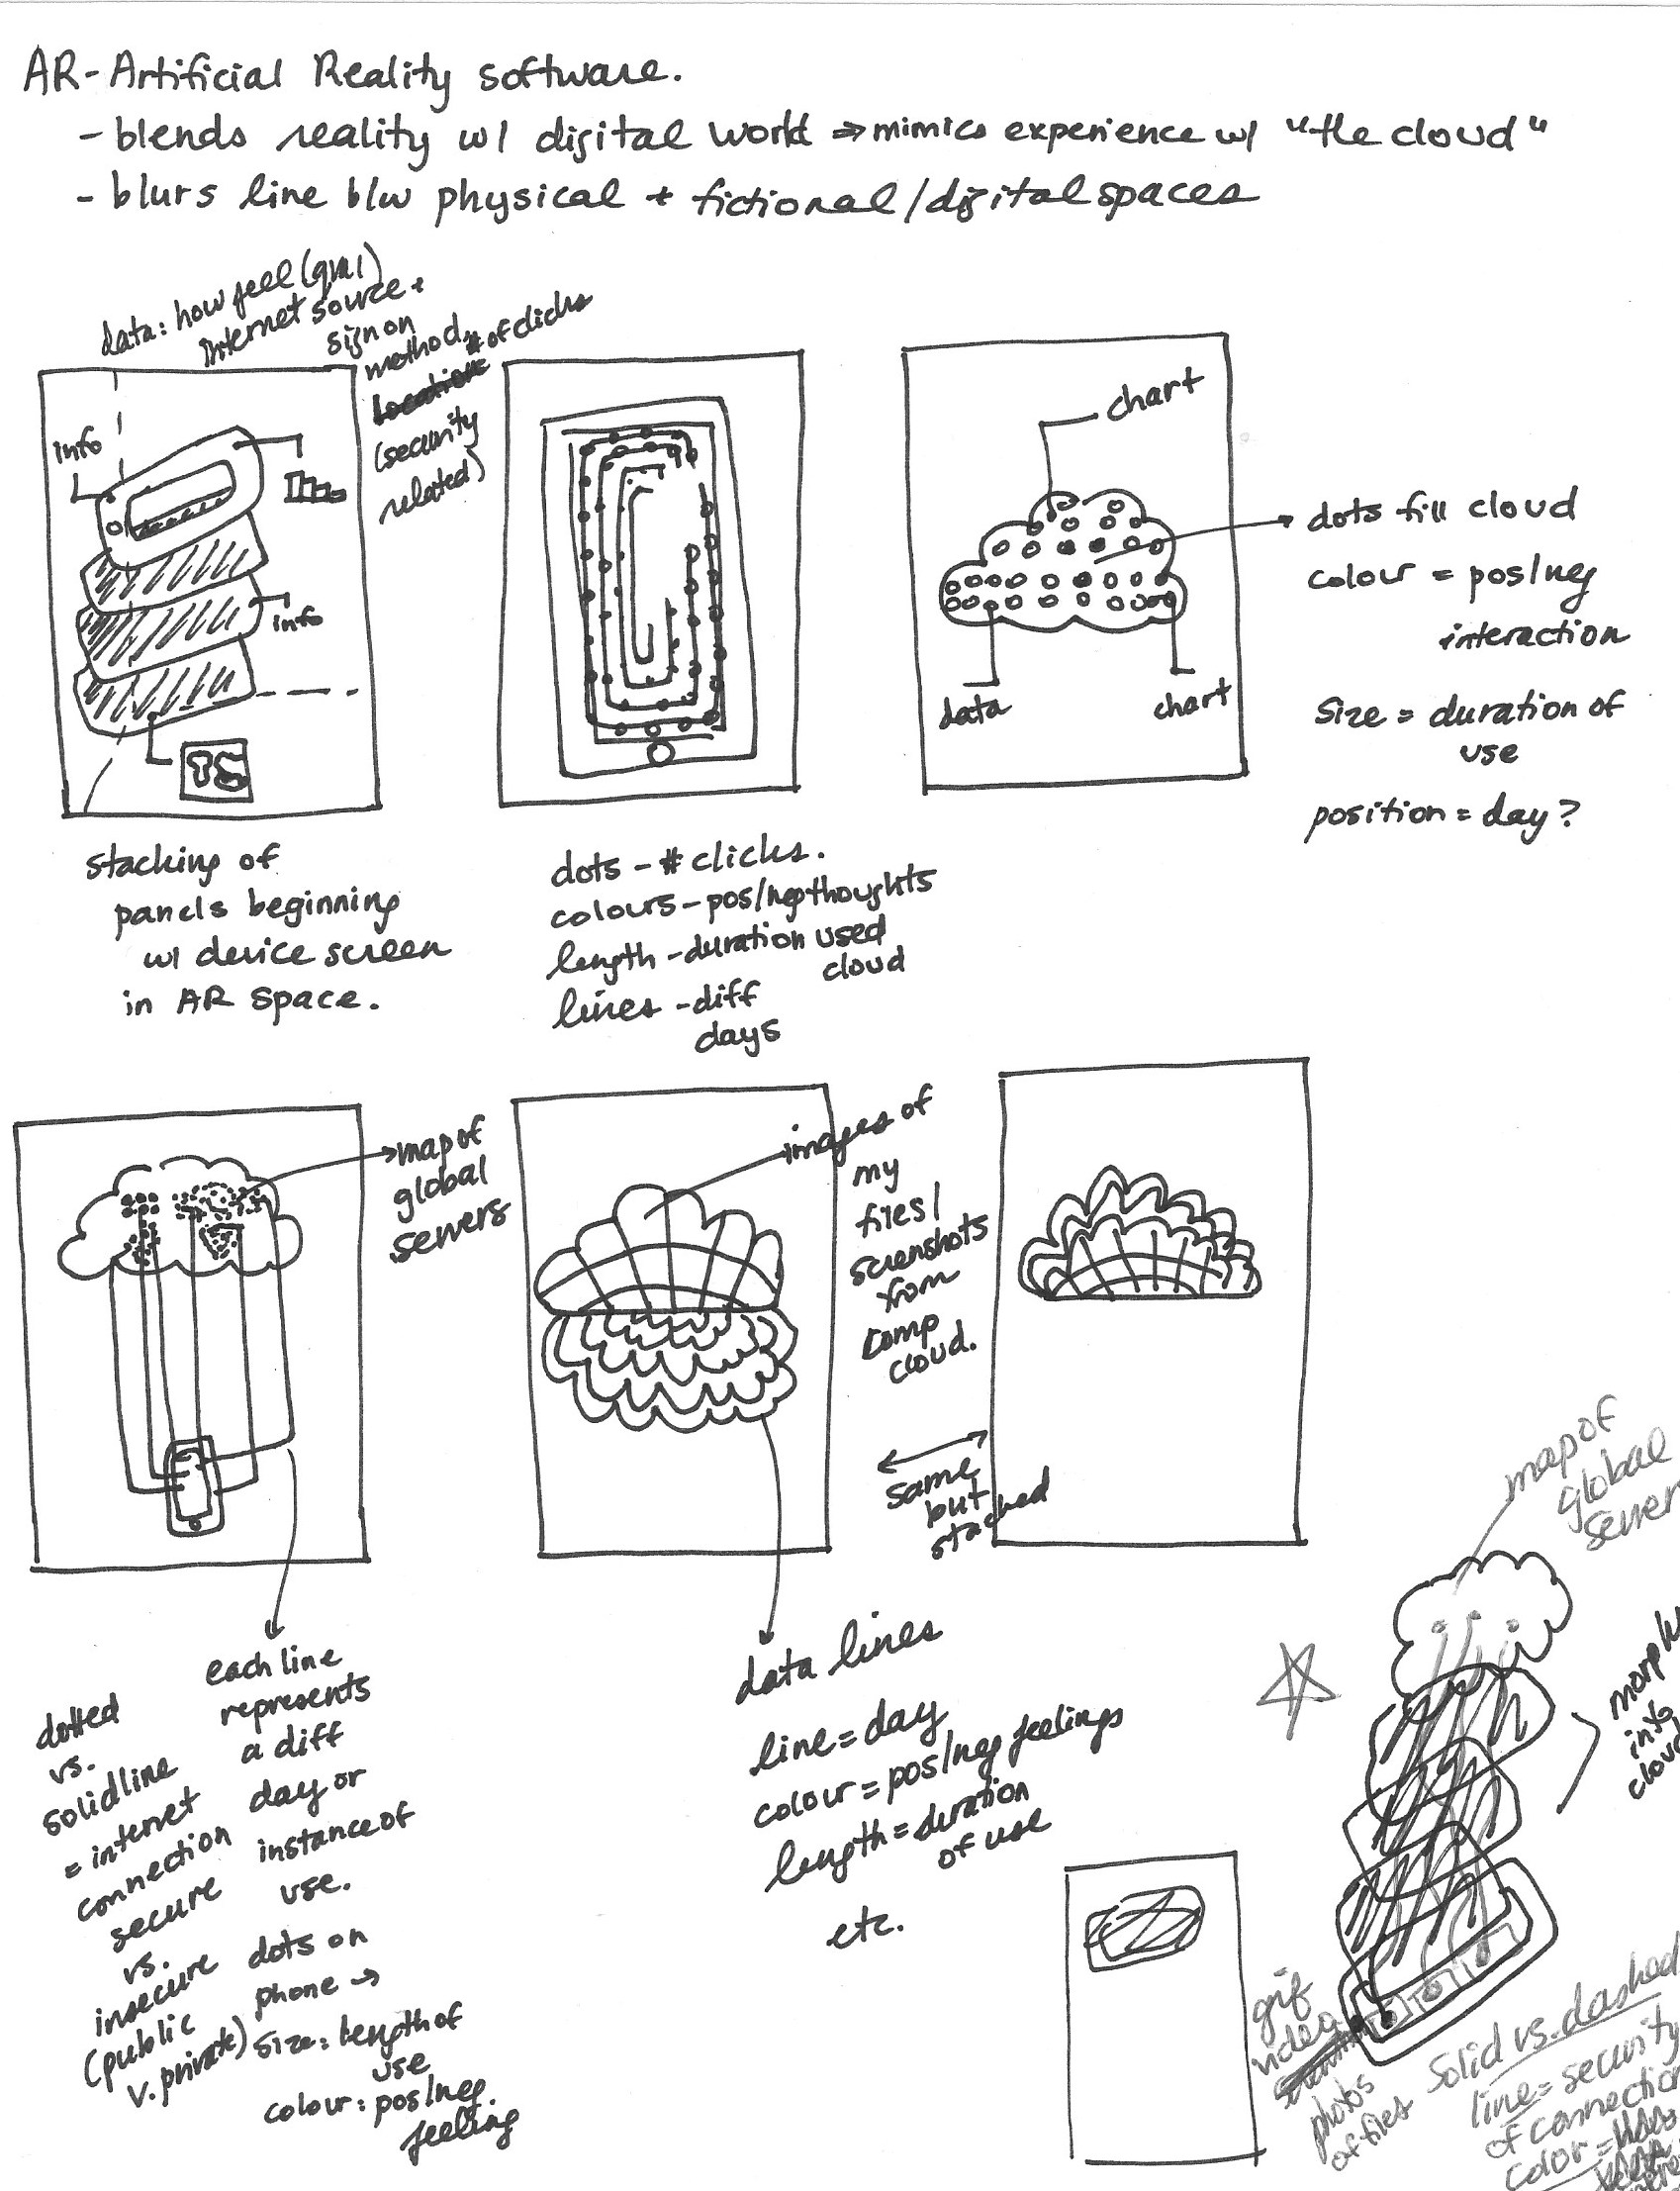 AR-Artificial Reality software.
- blends reality w/ digital world ⇒ mimics experience w/ "the cloud"
- blurs line b/w physical + fictional/digital spaces
data: how feel (qual)
internet source +
sign on
method, # of clicks
(security
related)
info
info
stacking of
panels beginning
w/ device screen
in AR space.
dots - # clicks.
colours - pos/neg thoughts
length - duration used
cloud
lines - diff
days
chart
data
chart
dots fill cloud
colour = pos/neg
interaction
size = duration of
use
position = day?
map of
global
servers
dotted
vs.
solid line
= internet
connection
secure
vs.
insecure
(public
v. private)
each line
represents
a diff
day or
instance of
use.
dots on
phone →
size: length of
use
colour: pos/neg.
feeling
images of
my
files/
screnshots
from
comp
cloud.
same
but
stacked
data lines
line = day
colour = pos/neg feelings
length = duration
of use
etc.
map of
global
server
into
cloud
gif
video
photos
of files
Solid vs. dashed
line = security
of connection
color =